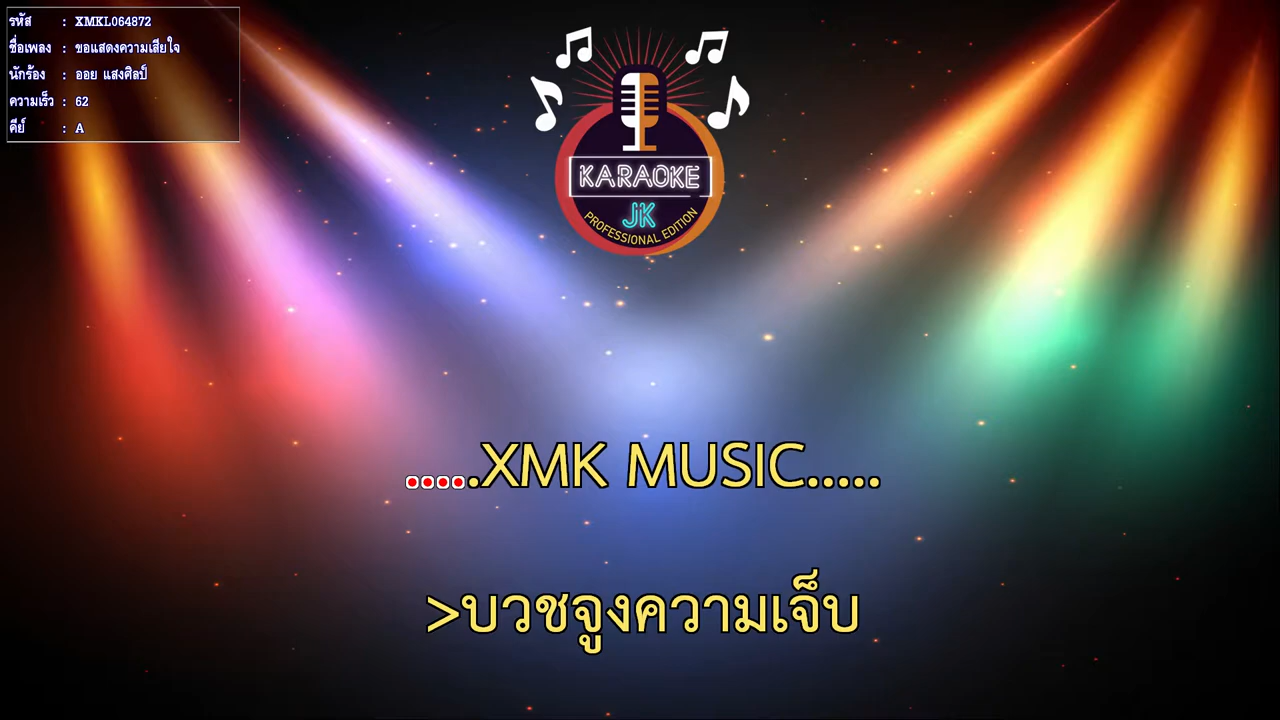 รหัส : XMKL064872
ชื่อเพลง : ขอแสดงความเสียใจ
นักร้อง : ออย แสงศิลป์
ความเร็ว : 62
คีย์ : A
KARAOKE
JK
PROFESSIONAL EDITION
.....XMK MUSIC.....
>บวชจูงความเจ็บ